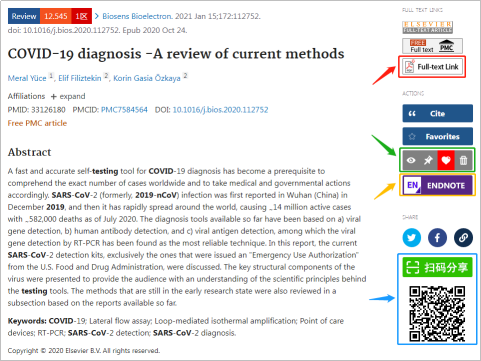 Review 12.545 1区 Biosens Bioelectron. 2021 Jan 15;172:112752.
doi: 10.1016/j.bios.2020.112752. Epub 2020 Oct 24.
COVID-19 diagnosis -A review of current methods
Meral Yüce 1, Elif Filiztekin 2, Korin Gasia Özkaya 2
Affiliations + expand
PMID: 33126180 PMCID: PMC7584564 DOI: 10.1016/j.bios.2020.112752
Free PMC article
Abstract
A fast and accurate self-testing tool for COVID-19 diagnosis has become a prerequisite to
comprehend the exact number of cases worldwide and to take medical and governmental actions
accordingly. SARS-CoV-2 (formerly, 2019-nCoV) infection was first reported in Wuhan (China) in
December 2019, and then it has rapidly spread around the world, causing ~14 million active cases
with ~582,000 deaths as of July 2020. The diagnosis tools available so far have been based on a) viral
gene detection, b) human antibody detection, and c) viral antigen detection, among which the viral
gene detection by RT-PCR has been found as the most reliable technique. In this report, the current
SARS-CoV-2 detection kits, exclusively the ones that were issued an "Emergency Use Authorization"
from the U.S. Food and Drug Administration, were discussed. The key structural components of the
virus were presented to provide the audience with an understanding of the scientific principles behind
the testing tools. The methods that are still in the early research state were also reviewed in a
subsection based on the reports available so far.
Keywords: COVID-19; Lateral flow assay; Loop-mediated isothermal amplification; Point of care
devices; RT-PCR; SARS-CoV-2 detection; SARS-CoV-2 diagnosis.
Copyright © 2020 Elsevier B.V. All rights reserved.
FULL TEXT LINKS
ELSEVIER
FULL-TEXT ARTICLE
FREE
Full text PMC
Full-text Link
ACTIONS
Cite
Favorites
EN ENDNOTE
SHARE
扫码分享